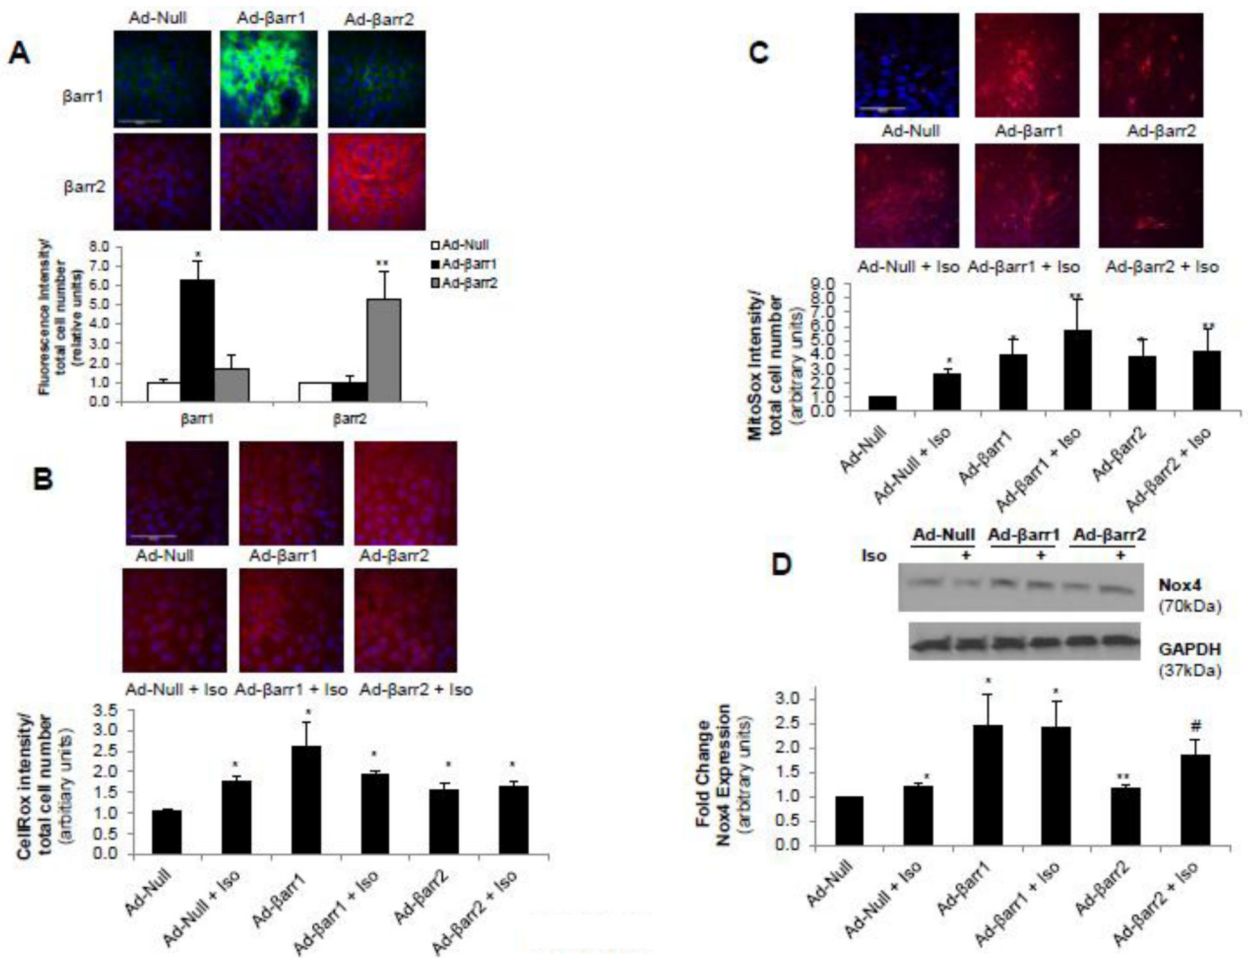 A
Ad-Null Ad-βarr1 Ad-βarr2
βarr1
βarr2
Fluorescence Intensity/
total cell number
(relative units)
8.0
7.0
6.0
5.0
4.0
3.0
2.0
1.0
0.0
* **
Ad-Null
Ad-βarr1
Ad-βarr2
βarr1 βarr2
B
Ad-Null Ad-βarr1 Ad-βarr2
Ad-Null + Iso Ad-βarr1 + Iso Ad-βarr2 + Iso
CellRox intensity/
total cell number
(arbitiary units)
3.5
3.0
2.5
2.0
1.5
1.0
0.5
0.0
* * * * *
Ad-Null
Ad-Null + Iso
Ad-βarr1
Ad-βarr1 + Iso
Ad-βarr2
Ad-βarr2 + Iso
C
Ad-Null Ad-βarr1 Ad-βarr2
Ad-Null + Iso Ad-βarr1 + Iso Ad-βarr2 + Iso
MitoSox Intensity/
total cell number
(arbitrary units)
9.0
8.0
7.0
6.0
5.0
4.0
3.0
2.0
1.0
0.0
* * ** * **
Ad-Null
Ad-Null + Iso
Ad-βarr1
Ad-βarr1 + Iso
Ad-βarr2
Ad-βarr2 + Iso
D
Ad-Null Ad-βarr1 Ad-βarr2
Iso + + +
Nox4
(70kDa)
GAPDH
(37kDa)
Fold Change
Nox4 Expression
(arbitrary units)
3.0
2.5
2.0
1.5
1.0
0.5
0.0
* * * ** #
Ad-Null
Ad-Null + Iso
Ad-βarr1
Ad-βarr1 + Iso
Ad-βarr2
Ad-βarr2 + Iso